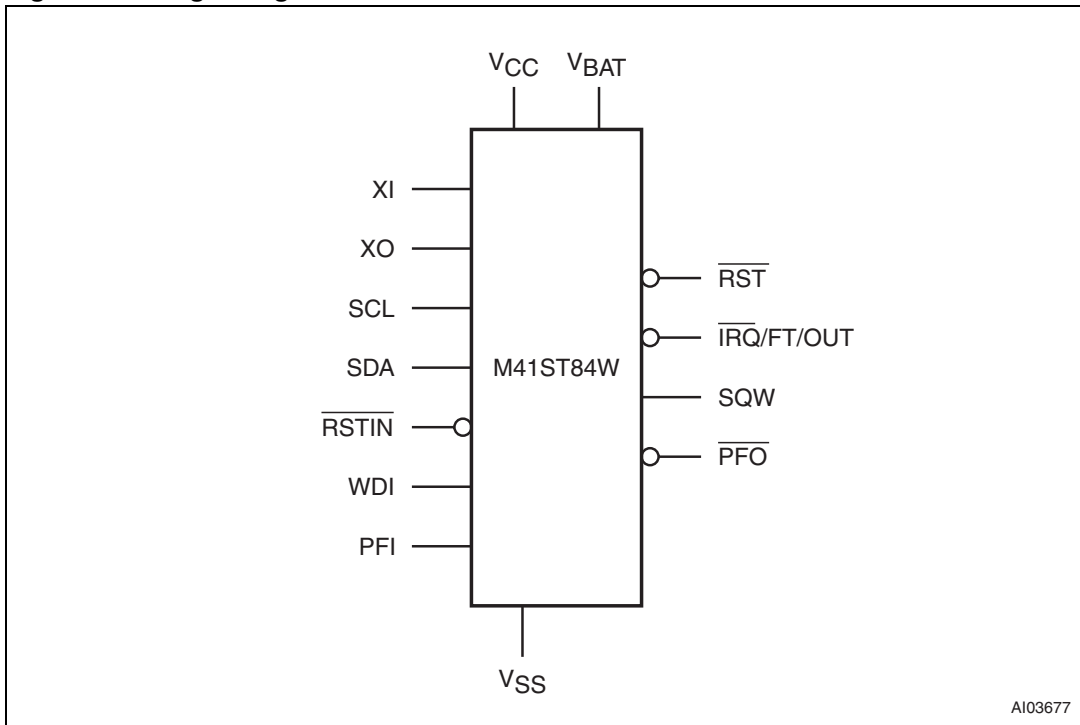 VCC VBAT
XI
XO
SCL
SDA
RSTIN
WDI
PFI
M41ST84W
RST
IRQ/FT/OUT
SQW
PFO
VSS
AI03677